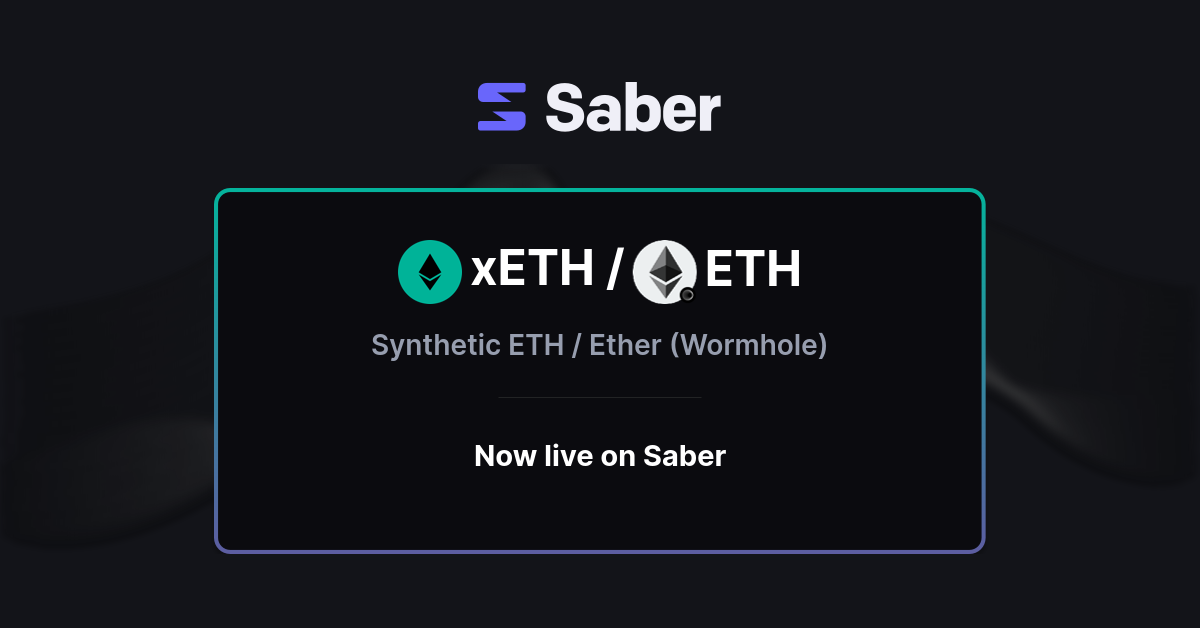 Saber
xETH / ETH
Synthetic ETH / Ether (Wormhole)
Now live on Saber